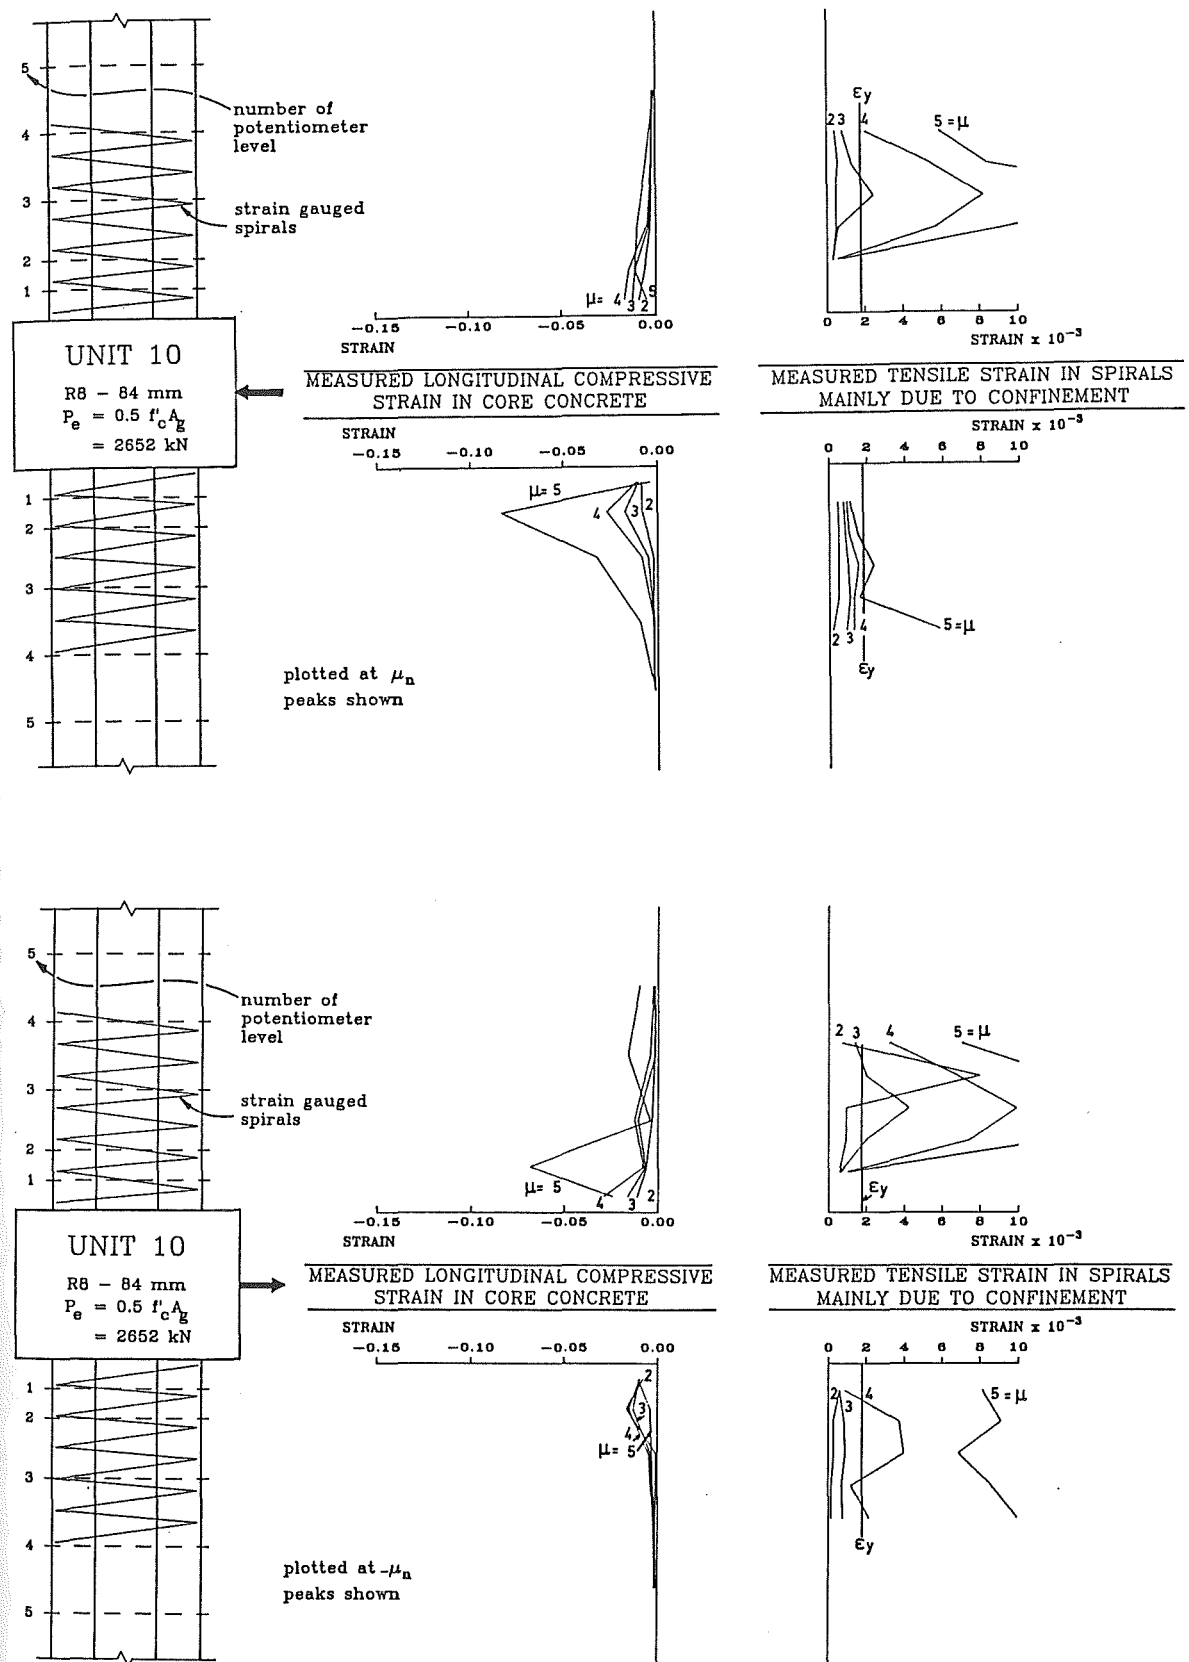 5
number of
potentiometer
level
4
3
strain gauged
spirals
2
1
μ= 4 3 2 5
-0.15 -0.10 -0.05 0.00
STRAIN
εy
2 3 4 5=μ
0 2 4 6 8 10
STRAIN x 10⁻³
UNIT 10
R8 - 84 mm
Pe = 0.5 f'c Ag
= 2652 kN
MEASURED LONGITUDINAL COMPRESSIVE
STRAIN IN CORE CONCRETE
MEASURED TENSILE STRAIN IN SPIRALS
MAINLY DUE TO CONFINEMENT
STRAIN
-0.15 -0.10 -0.05 0.00
μ= 5
4 3 2
STRAIN x 10⁻³
0 2 4 6 8 10
5=μ
2 3 4
εy
1
2
3
4
5
plotted at μn
peaks shown
5
number of
potentiometer
level
4
3
strain gauged
spirals
2
1
μ= 5
4 3 2
-0.15 -0.10 -0.05 0.00
STRAIN
2 3 4 5=μ
εy
0 2 4 6 8 10
STRAIN x 10⁻³
UNIT 10
R8 - 84 mm
Pe = 0.5 f'c Ag
= 2652 kN
MEASURED LONGITUDINAL COMPRESSIVE
STRAIN IN CORE CONCRETE
MEASURED TENSILE STRAIN IN SPIRALS
MAINLY DUE TO CONFINEMENT
STRAIN
-0.15 -0.10 -0.05 0.00
2
3
4
μ= 5
STRAIN x 10⁻³
0 2 4 6 8 10
2 4 5=μ
3
εy
1
2
3
4
5
plotted at -μn
peaks shown